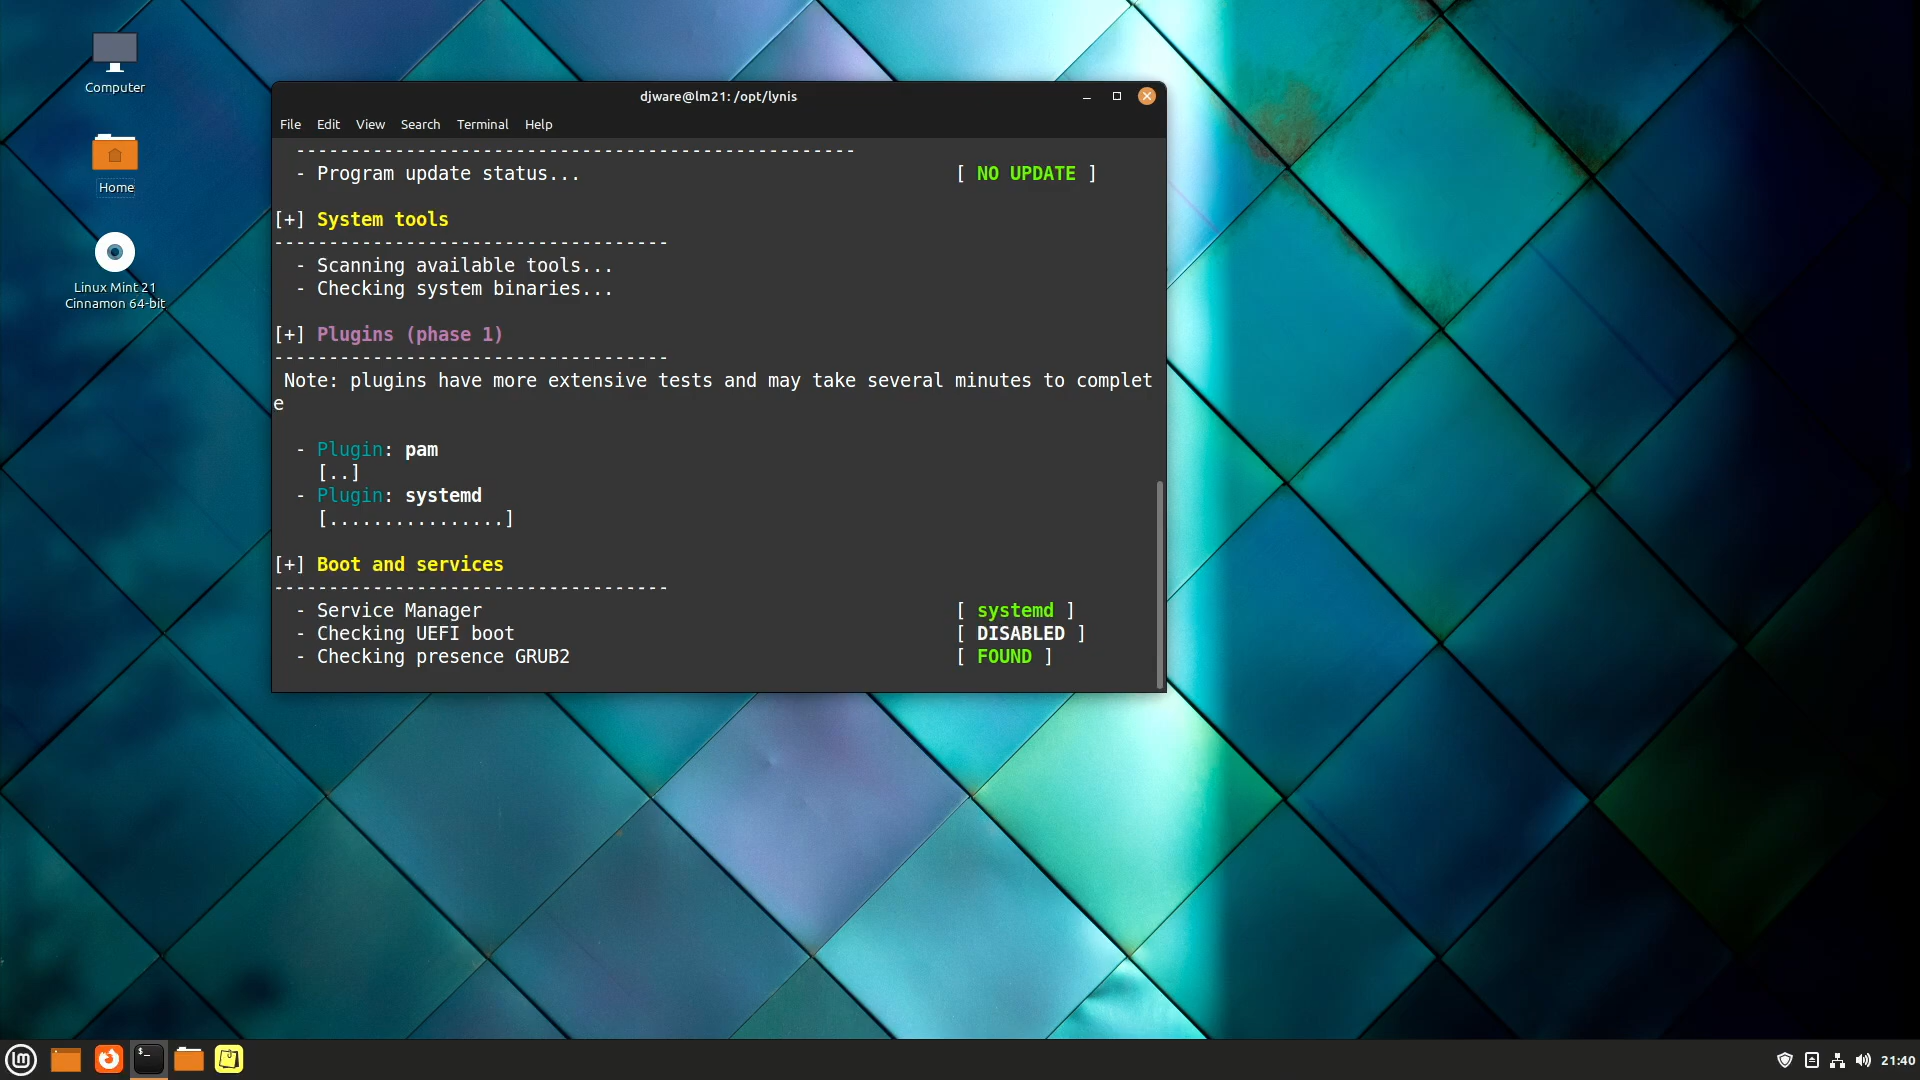 Computer
Home
Linux Mint 21
Cinnamon 64-bit
djware@lm21: /opt/lynis
File Edit View Search Terminal Help
---------------------------------------------------
- Program update status... [ NO UPDATE ]
[+] System tools
------------------------------------
- Scanning available tools...
- Checking system binaries...
[+] Plugins (phase 1)
------------------------------------
Note: plugins have more extensive tests and may take several minutes to complet
e
- Plugin: pam
[..]
- Plugin: systemd
[................]
[+] Boot and services
------------------------------------
- Service Manager [ systemd ]
- Checking UEFI boot [ DISABLED ]
- Checking presence GRUB2 [ FOUND ]
lm
$_
21:40